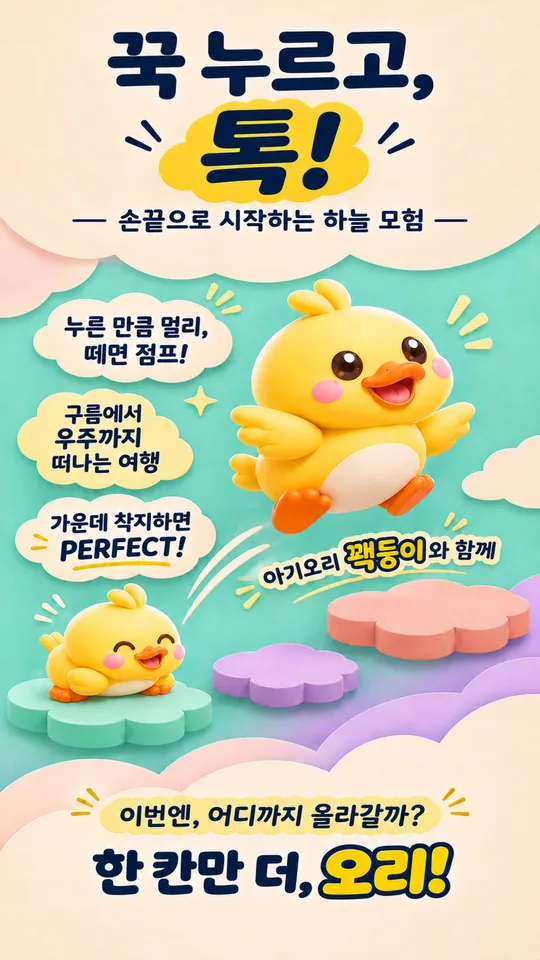 꾹 누르고,
톡!
손끝으로 시작하는 하늘 모험
누른 만큼 멀리,
떼면 점프!
구름에서
우주까지
떠나는 여행
가운데 착지하면
PERFECT!
아기오리 꽥둥이와 함께
이번엔, 어디까지 올라갈까?
한 칸만 더, 오리!